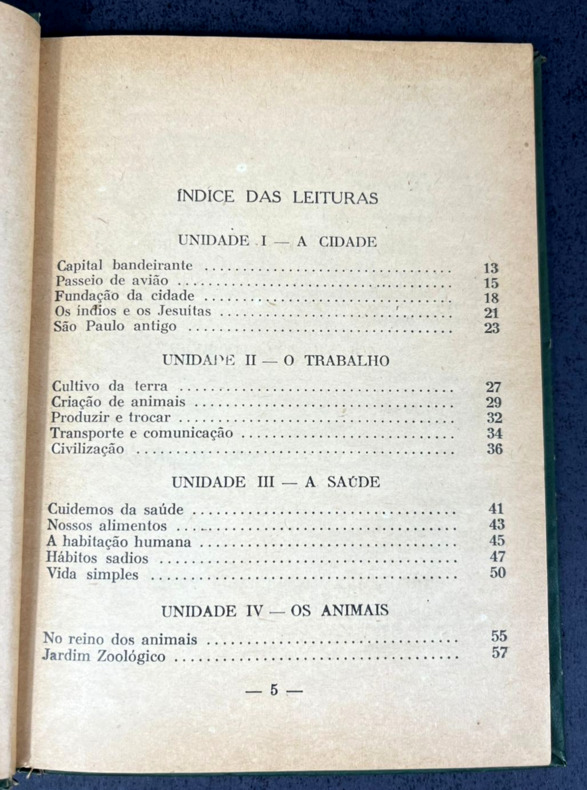 ÍNDICE DAS LEITURAS
UNIDADE I — A CIDADE
Capital bandeirante ........................ 13
Passeio de avião ........................ 15
Fundação da cidade ........................ 18
Os índios e os Jesuitas ........................ 21
São Paulo antigo ........................ 23
UNIDADE II — O TRABALHO
Cultivo da terra ........................ 27
Criação de animais ........................ 29
Produzir e trocar ........................ 32
Transporte e comunicação ........................ 34
Civilização ........................ 36
UNIDADE III — A SAÚDE
Cuidemos da saúde ........................ 41
Nossos alimentos ........................ 43
A habitação humana ........................ 45
Hábitos sadios ........................ 47
Vida simples ........................ 50
UNIDADE IV — OS ANIMAIS
No reino dos animais ........................ 55
Jardim Zoológico ........................ 57
— 5 —